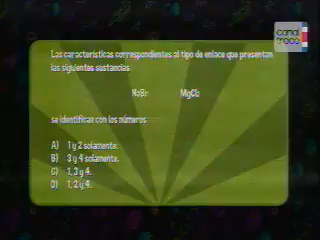 canal
Las características correspondientes al tipo de enlace que presentan
las siguientes sustancias
NaBr MgCl2
se identifican con los números
A) 1 y 2 solamente.
B) 3 y 4 solamente.
C) 1, 3 y 4.
D) 1, 2 y 4.